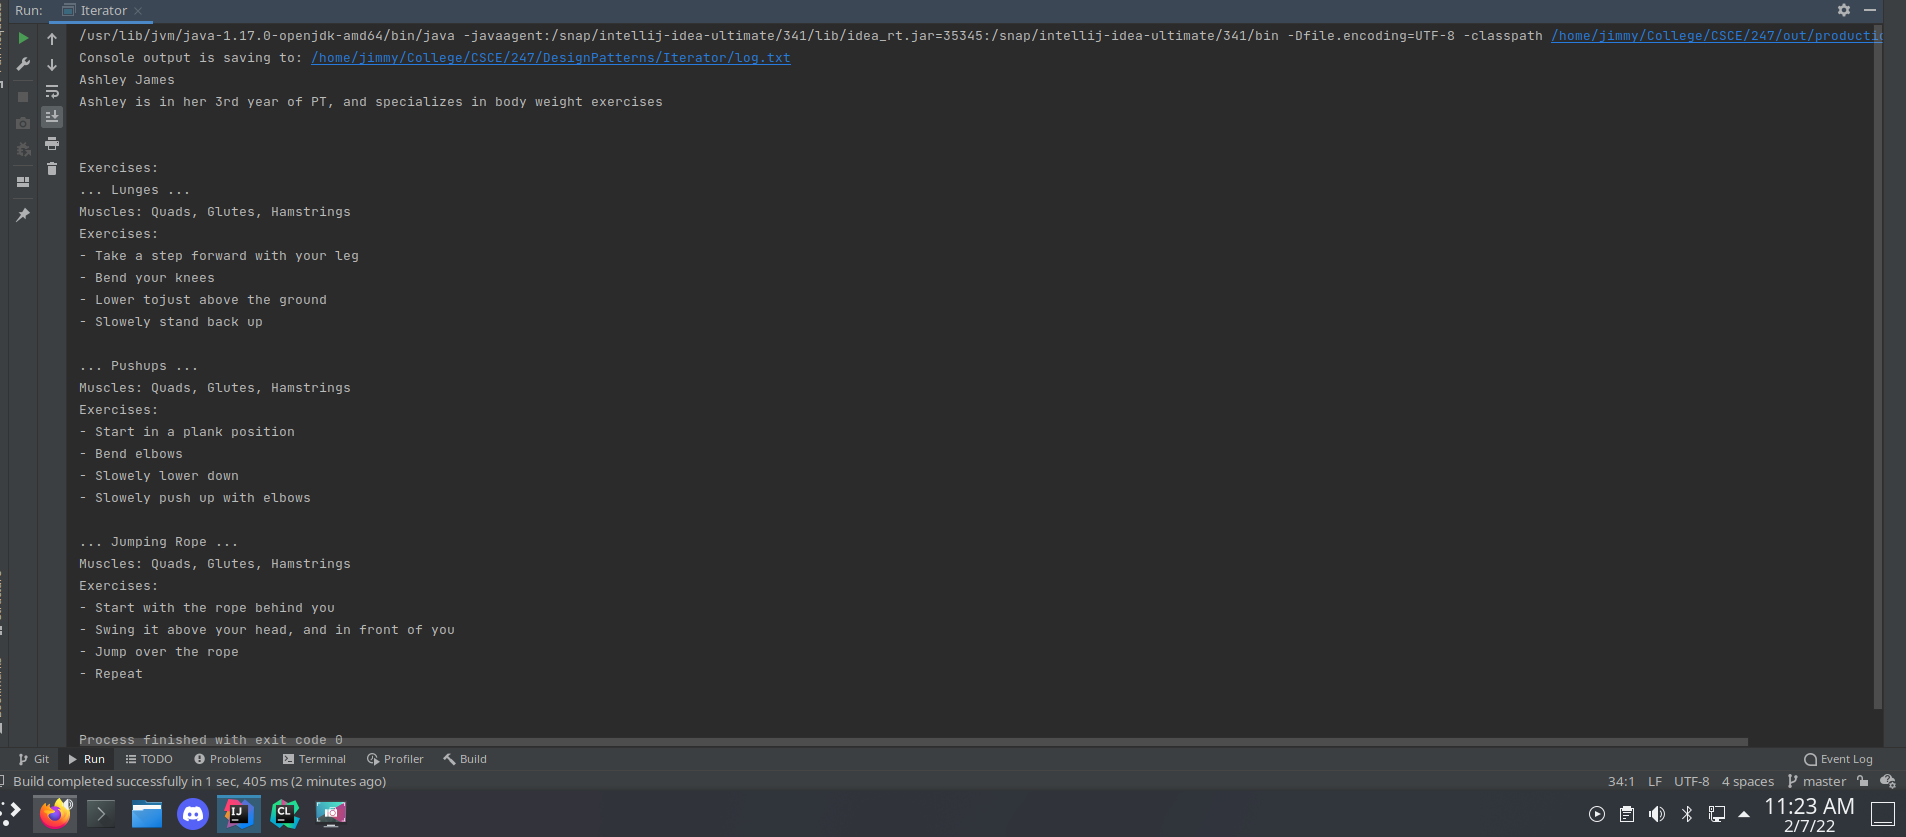 Run: Iterator
/usr/lib/jvm/java-1.17.0-openjdk-amd64/bin/java -javaagent:/snap/intellij-idea-ultimate/341/lib/idea_rt.jar=35345:/snap/intellij-idea-ultimate/341/bin -Dfile.encoding=UTF-8 -classpath /home/jimmy/College/CSCE/247/out/productio
Console output is saving to: /home/jimmy/College/CSCE/247/DesignPatterns/Iterator/log.txt
Ashley James
Ashley is in her 3rd year of PT, and specializes in body weight exercises
Exercises:
... Lunges ...
Muscles: Quads, Glutes, Hamstrings
Exercises:
- Take a step forward with your leg
- Bend your knees
- Lower tojust above the ground
- Slowely stand back up
... Pushups ...
Muscles: Quads, Glutes, Hamstrings
Exercises:
- Start in a plank position
- Bend elbows
- Slowely lower down
- Slowely push up with elbows
... Jumping Rope ...
Muscles: Quads, Glutes, Hamstrings
Exercises:
- Start with the rope behind you
- Swing it above your head, and in front of you
- Jump over the rope
- Repeat
Process finished with exit code 0
Git Run TODO Problems Terminal Profiler Build Event Log
Build completed successfully in 1 sec, 405 ms (2 minutes ago) 34:1 LF UTF-8 4 spaces master
IJ CL 11:23 AM
2/7/22